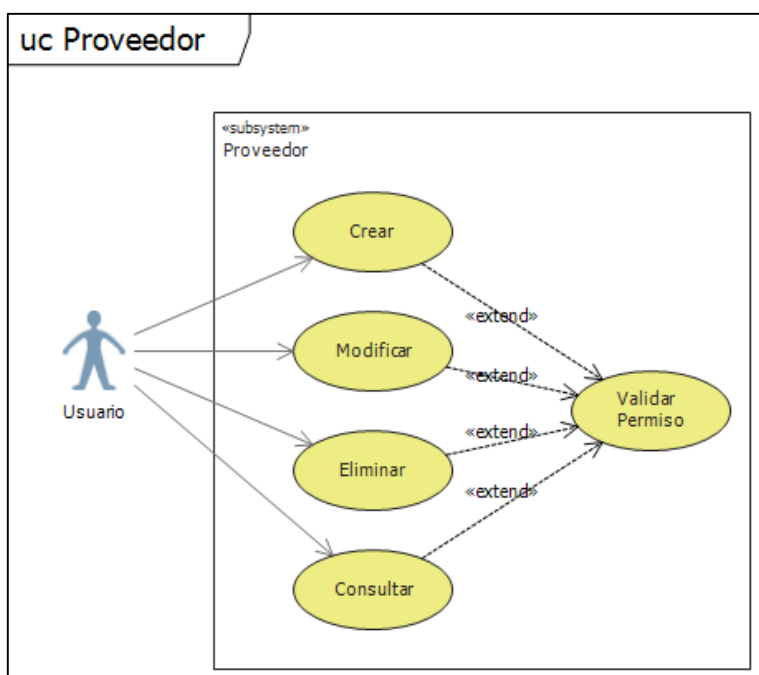 uc Proveedor
«subsystem»
Proveedor
Crear
«extend»
Modificar
«extend»
Validar
Permiso
Usuario
«extend»
Eliminar
«extend»
Consultar